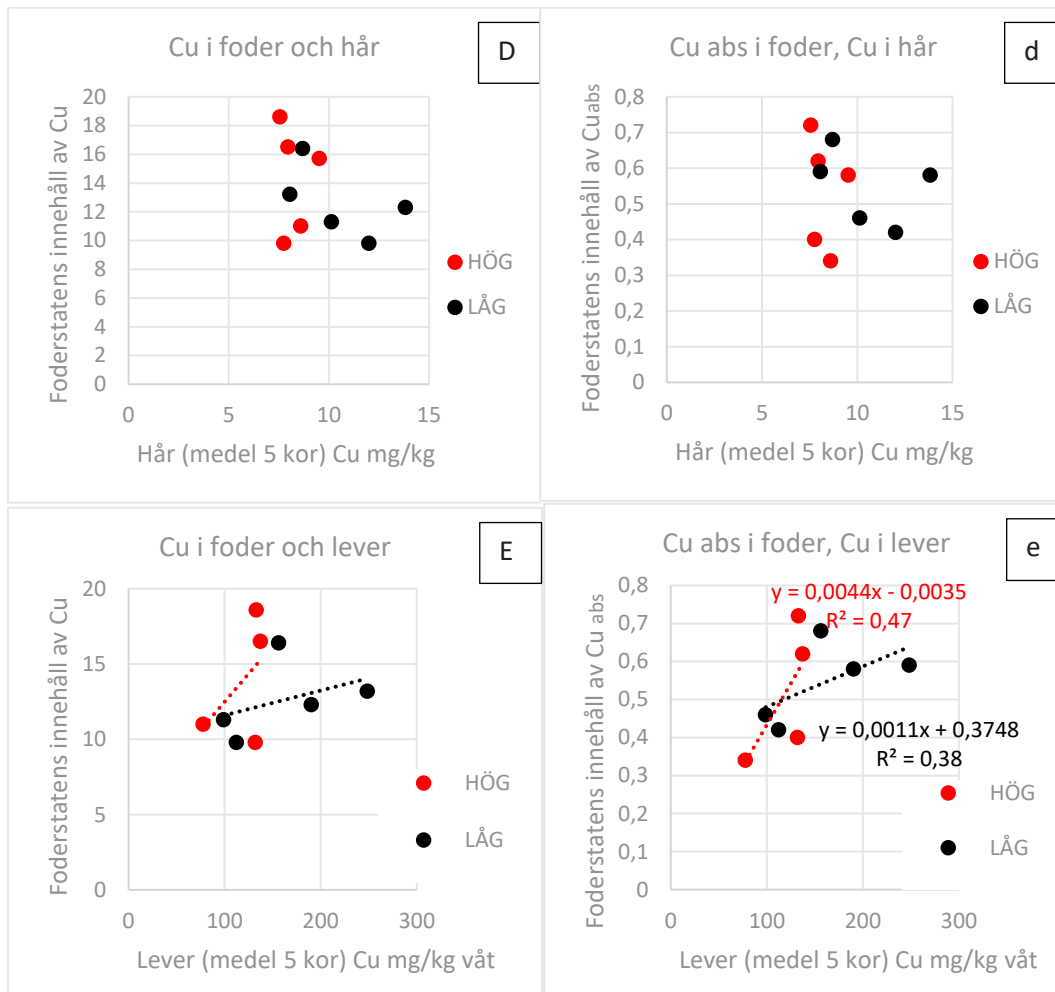 Cu i foder och hår
D
Foderstatens innehåll av Cu
20
18
16
14
12
10
8
6
4
2
0
0 5 10 15
Hår (medel 5 kor) Cu mg/kg
HÖG
LÅG
Cu abs i foder, Cu i hår
d
Foderstatens innehåll av Cu abs
0,8
0,7
0,6
0,5
0,4
0,3
0,2
0,1
0
0 5 10 15
Hår (medel 5 kor) Cu mg/kg
HÖG
LÅG
Cu i foder och lever
E
Foderstatens innehåll av Cu
20
15
10
5
0
0 100 200 300
Lever (medel 5 kor) Cu mg/kg våt
HÖG
LÅG
Cu abs i foder, Cu i lever
e
Foderstatens innehåll av Cu abs
0,8
0,7
0,6
0,5
0,4
0,3
0,2
0,1
0
y = 0,0044x - 0,0035
R² = 0,47
y = 0,0011x + 0,3748
R² = 0,38
HÖG
LÅG
0 100 200 300
Lever (medel 5 kor) Cu mg/kg våt